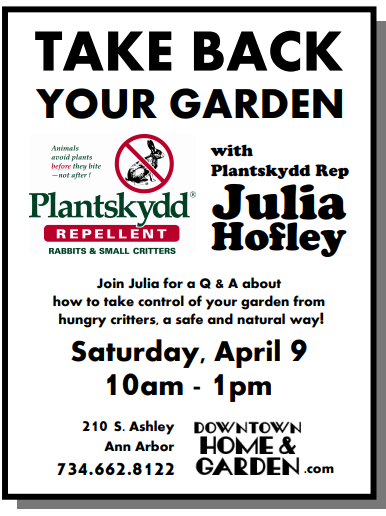 TAKE BACK
YOUR GARDEN
Animals
avoid plants
before they bite
—not after !
Plantskydd®
REPELLENT
RABBITS & SMALL CRITTERS
with
Plantskydd Rep
Julia
Hofley
Join Julia for a Q & A about
how to take control of your garden from
hungry critters, a safe and natural way!
Saturday, April 9
10am - 1pm
210 S. Ashley
Ann Arbor
734.662.8122
DOWNTOWN
HOME &
GARDEN.com